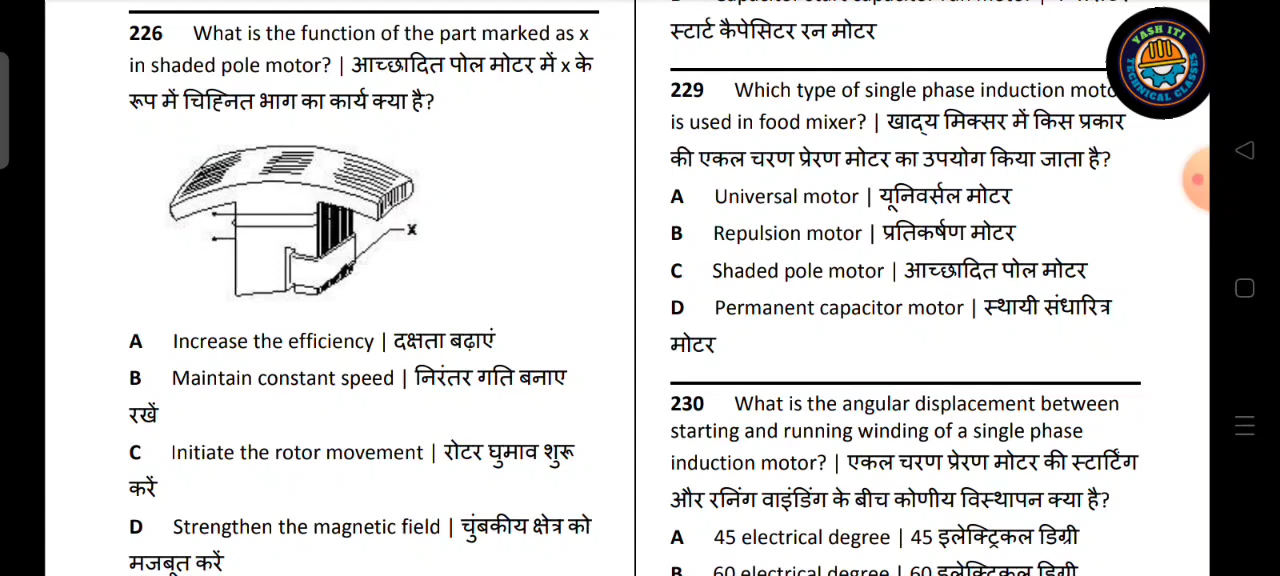 226 What is the function of the part marked as x
in shaded pole motor? | आच्छादित पोल मोटर में x के
रूप में चिह्नित भाग का कार्य क्या है?
X
A Increase the efficiency | दक्षता बढ़ाएं
B Maintain constant speed | निरंतर गति बनाए
रखें
C Initiate the rotor movement | रोटर घुमाव शुरू
करें
D Strengthen the magnetic field | चुंबकीय क्षेत्र को
मजबूत करें
स्टार्ट कैपेसिटर रन मोटर
YASH ITI
TECHNICAL CLASSES
229 Which type of single phase induction
is used in food mixer? | खाद्य मिक्सर में किस प्रकार
की एकल चरण प्रेरण मोटर का उपयोग किया जाता है?
A Universal motor | यूनिवर्सल मोटर
B Repulsion motor | प्रतिकर्षण मोटर
C Shaded pole motor | आच्छादित पोल मोटर
D Permanent capacitor motor | स्थायी संधारित्र
मोटर
230 What is the angular displacement between
starting and running winding of a single phase
induction motor? | एकल चरण प्रेरण मोटर की स्टार्टिंग
और रनिंग वाइंडिंग के बीच कोणीय विस्थापन क्या है?
A 45 electrical degree | 45 इलेक्ट्रिकल डिग्री
B 60 electrical degree | 60 इलेक्ट्रिकल डिग्री